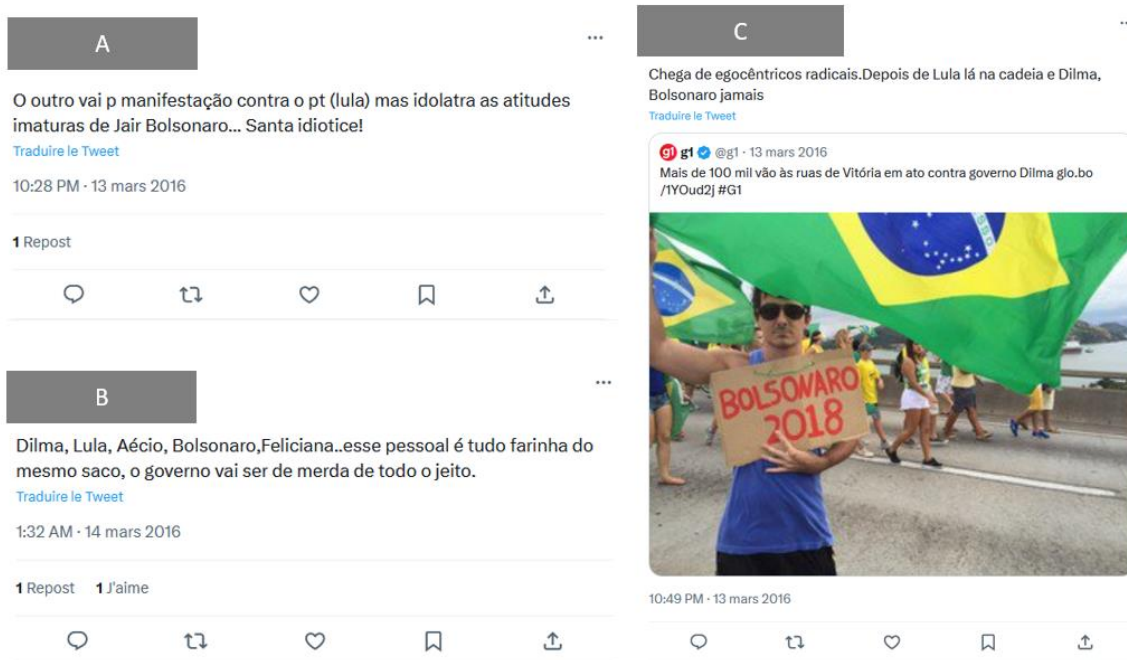 A
...
O outro vai p manifestação contra o pt (lula) mas idolatra as atitudes
imaturas de Jair Bolsonaro... Santa idiotice!
Traduire le Tweet
10:28 PM · 13 mars 2016
1 Repost
B
...
Dilma, Lula, Aécio, Bolsonaro,Feliciana..esse pessoal é tudo farinha do
mesmo saco, o governo vai ser de merda de todo o jeito.
Traduire le Tweet
1:32 AM · 14 mars 2016
1 Repost 1 J'aime
C
Chega de egocêntricos radicais.Depois de Lula lá na cadeia e Dilma,
Bolsonaro jamais
Traduire le Tweet
g1 g1 @g1 · 13 mars 2016
Mais de 100 mil vão às ruas de Vitória em ato contra governo Dilma glo.bo
/1YOud2j #G1
BOLSONARO
2018
10:49 PM · 13 mars 2016